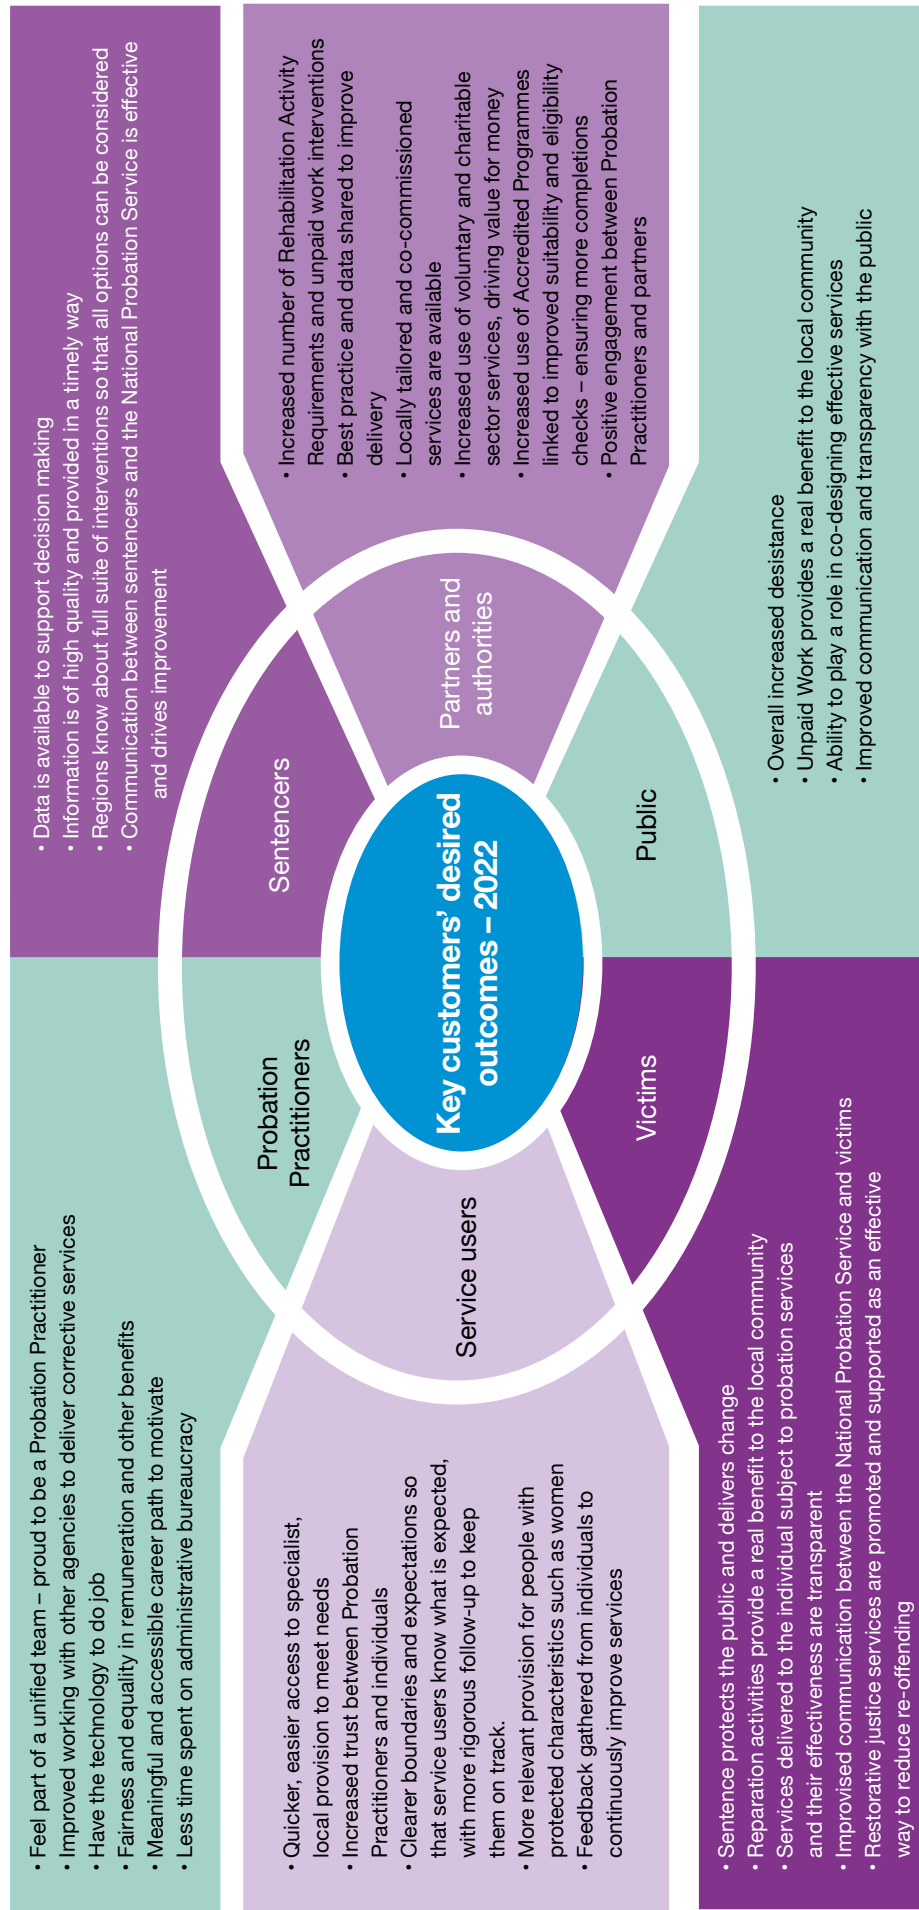 • Feel part of a unified team – proud to be a Probation Practitioner
• Improved working with other agencies to deliver corrective services
• Have the technology to do job
• Fairness and equality in remuneration and other benefits
• Meaningful and accessible career path to motivate
• Less time spent on administrative bureaucracy
Probation
Practitioners
• Data is available to support decision making
• Information is of high quality and provided in a timely way
• Regions know about full suite of interventions so that all options can be considered
• Communication between sentencers and the National Probation Service is effective
and drives improvement
Sentencers
• Quicker, easier access to specialist,
local provision to meet needs
• Increased trust between Probation
Practitioners and individuals
• Clearer boundaries and expectations so
that service users know what is expected,
with more rigorous follow-up to keep
them on track.
• More relevant provision for people with
protected characteristics such as women
• Feedback gathered from individuals to
continuously improve services
Service users
Key customers’ desired
outcomes – 2022
Partners and
authorities
• Increased number of Rehabilitation Activity
Requirements and unpaid work interventions
• Best practice and data shared to improve
delivery
• Locally tailored and co-commissioned
services are available
• Increased use of voluntary and charitable
sector services, driving value for money
• Increased use of Accredited Programmes
linked to improved suitability and eligibility
checks – ensuring more completions
• Positive engagement between Probation
Practitioners and partners
Victims
• Sentence protects the public and delivers change
• Reparation activities provide a real benefit to the local community
• Services delivered to the individual subject to probation services
and their effectiveness are transparent
• Improvised communication between the National Probation Service and victims
• Restorative justice services are promoted and supported as an effective
way to reduce re-offending
Public
• Overall increased desistance
• Unpaid Work provides a real benefit to the local community
• Ability to play a role in co-designing effective services
• Improved communication and transparency with the public